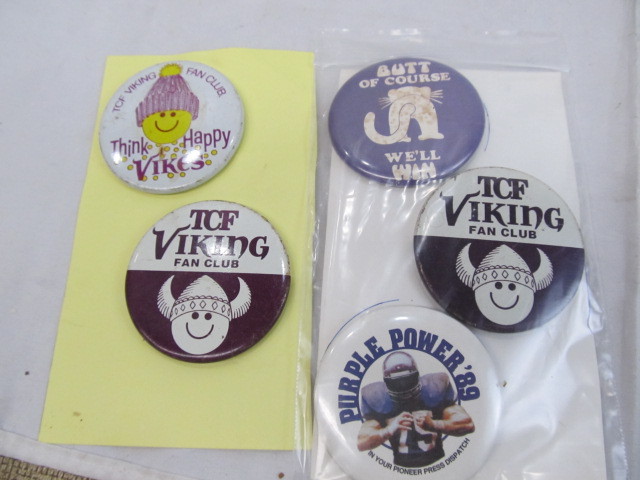 TCF VIKING FAN CLUB
Think Happy
Vikes
TCF
VIKING
FAN CLUB
BUTT
OF COURSE
WE'LL
WIN
TCF
VIKING
FAN CLUB
PURPLE POWER '89
IN YOUR PIONEER PRESS DISPATCH